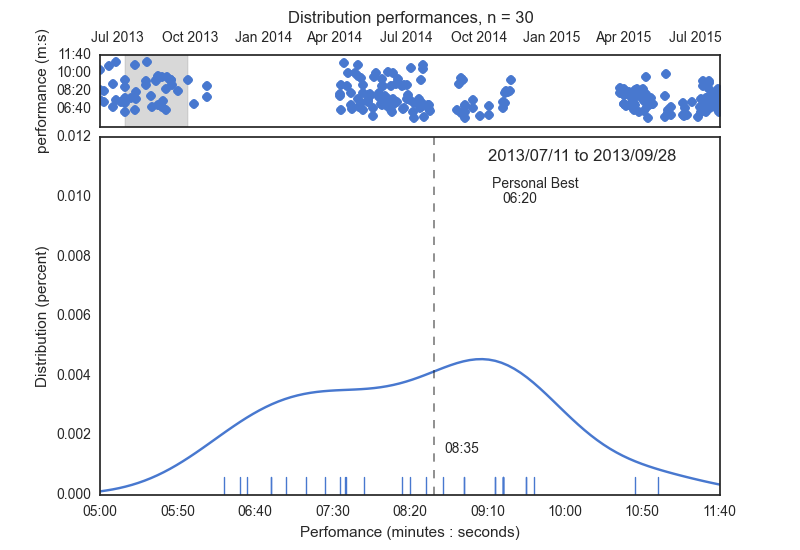 Distribution performances, n = 30
Jul 2013 Oct 2013 Jan 2014 Apr 2014 Jul 2014 Oct 2014 Jan 2015 Apr 2015 Jul 2015
performance (m:s)
11:40
10:00
08:20
06:40
0.012
0.010
0.008
0.006
0.004
0.002
0.000
Distribution (percent)
2013/07/11 to 2013/09/28
Personal Best
06:20
08:35
05:00 05:50 06:40 07:30 08:20 09:10 10:00 10:50 11:40
Perfomance (minutes : seconds)